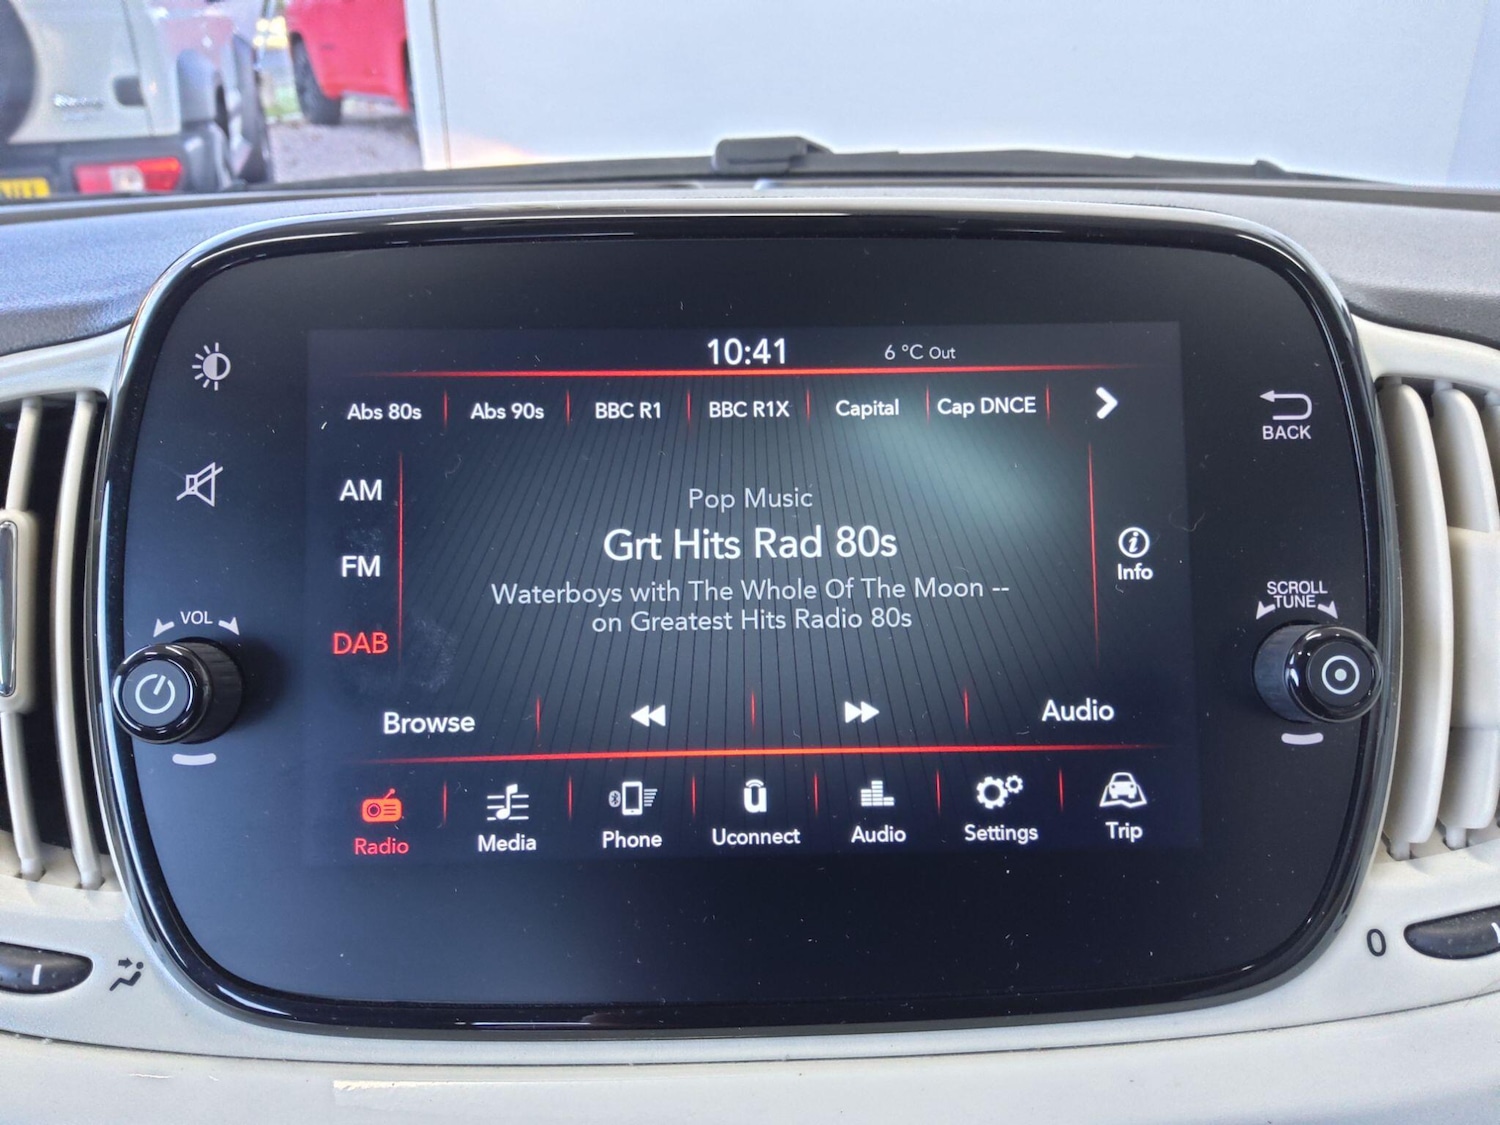 10:41 6 °C Out
Abs 80s Abs 90s BBC R1 BBC R1X Capital Cap DNCE
BACK
AM
Pop Music
Grt Hits Rad 80s
FM
Info
Waterboys with The Whole Of The Moon --
on Greatest Hits Radio 80s
SCROLL
TUNE
VOL
DAB
Browse Audio
Radio Media Phone Uconnect Audio Settings Trip
0